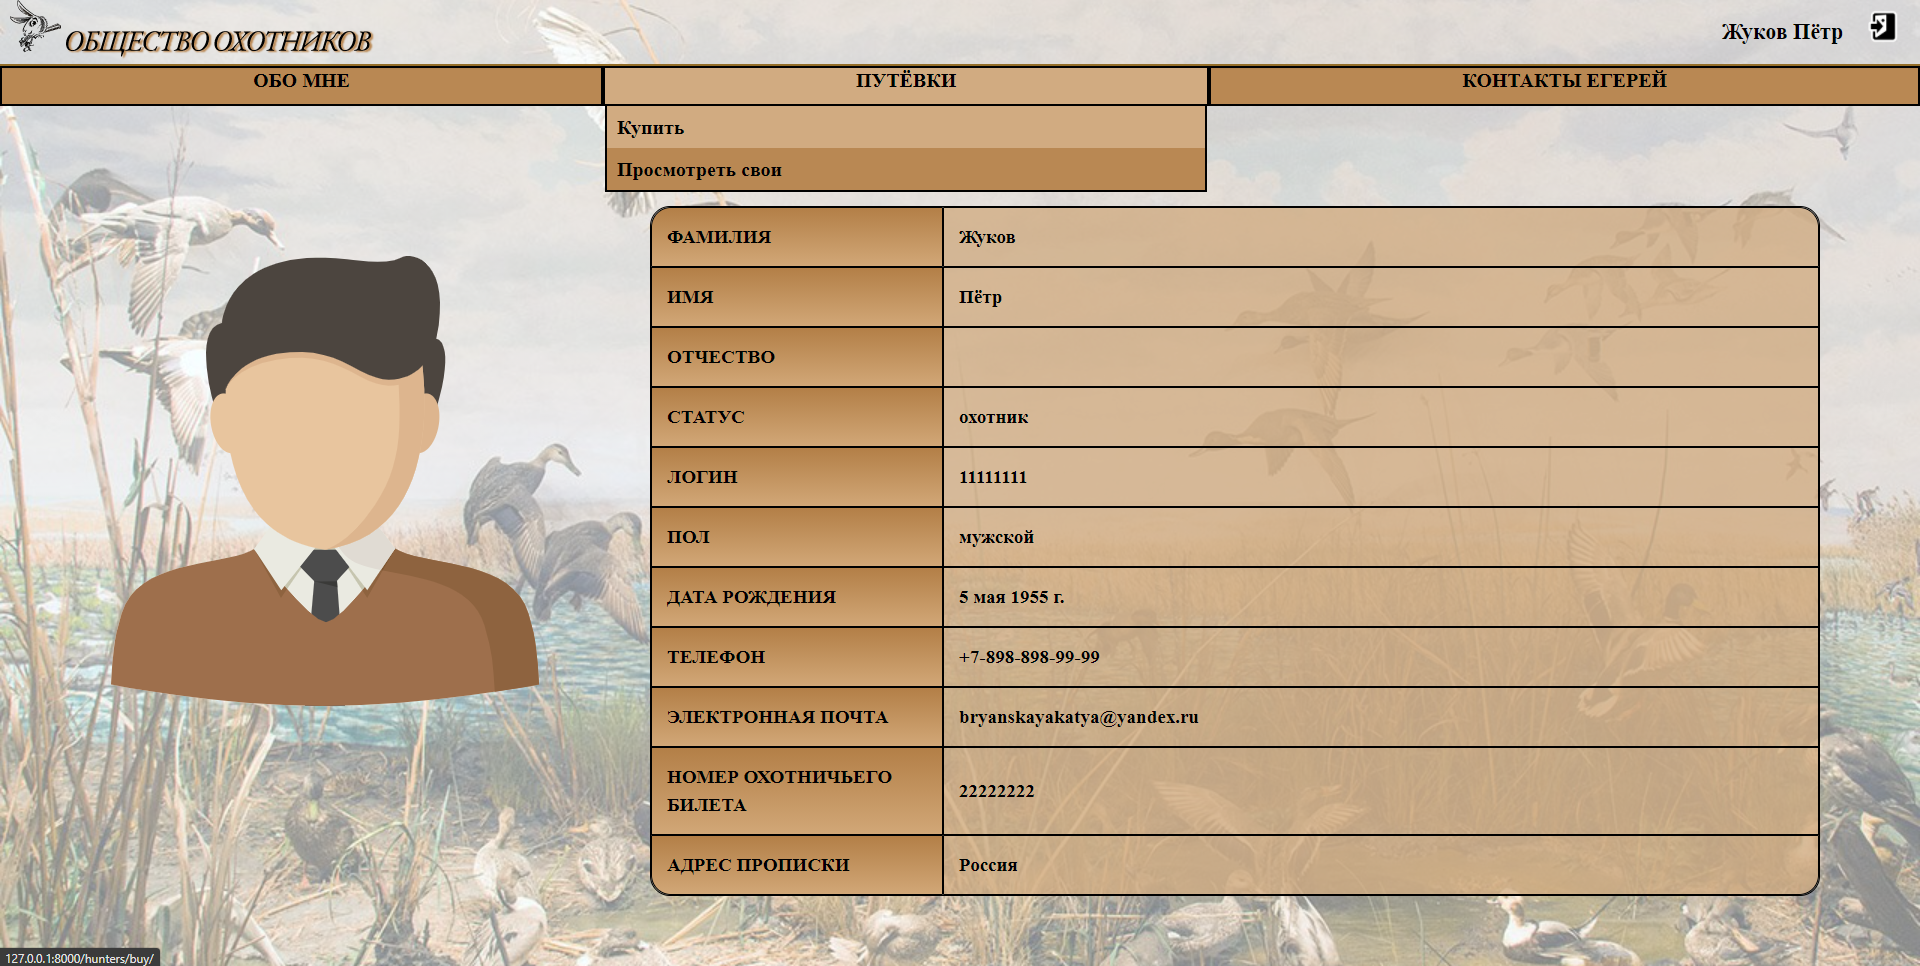 ОБЩЕСТВО ОХОТНИКОВ
Жуков Пётр
ОБО МНЕ
ПУТЁВКИ
КОНТАКТЫ ЕГЕРЕЙ
Купить
Просмотреть свои
ФАМИЛИЯ
Жуков
ИМЯ
Пётр
ОТЧЕСТВО
СТАТУС
охотник
ЛОГИН
11111111
ПОЛ
мужской
ДАТА РОЖДЕНИЯ
5 мая 1955 г.
ТЕЛЕФОН
+7-898-898-99-99
ЭЛЕКТРОННАЯ ПОЧТА
bryanskayakatya@yandex.ru
НОМЕР ОХОТНИЧЬЕГО
БИЛЕТА
22222222
АДРЕС ПРОПИСКИ
Россия
127.0.0.1:8000/hunters/buy/